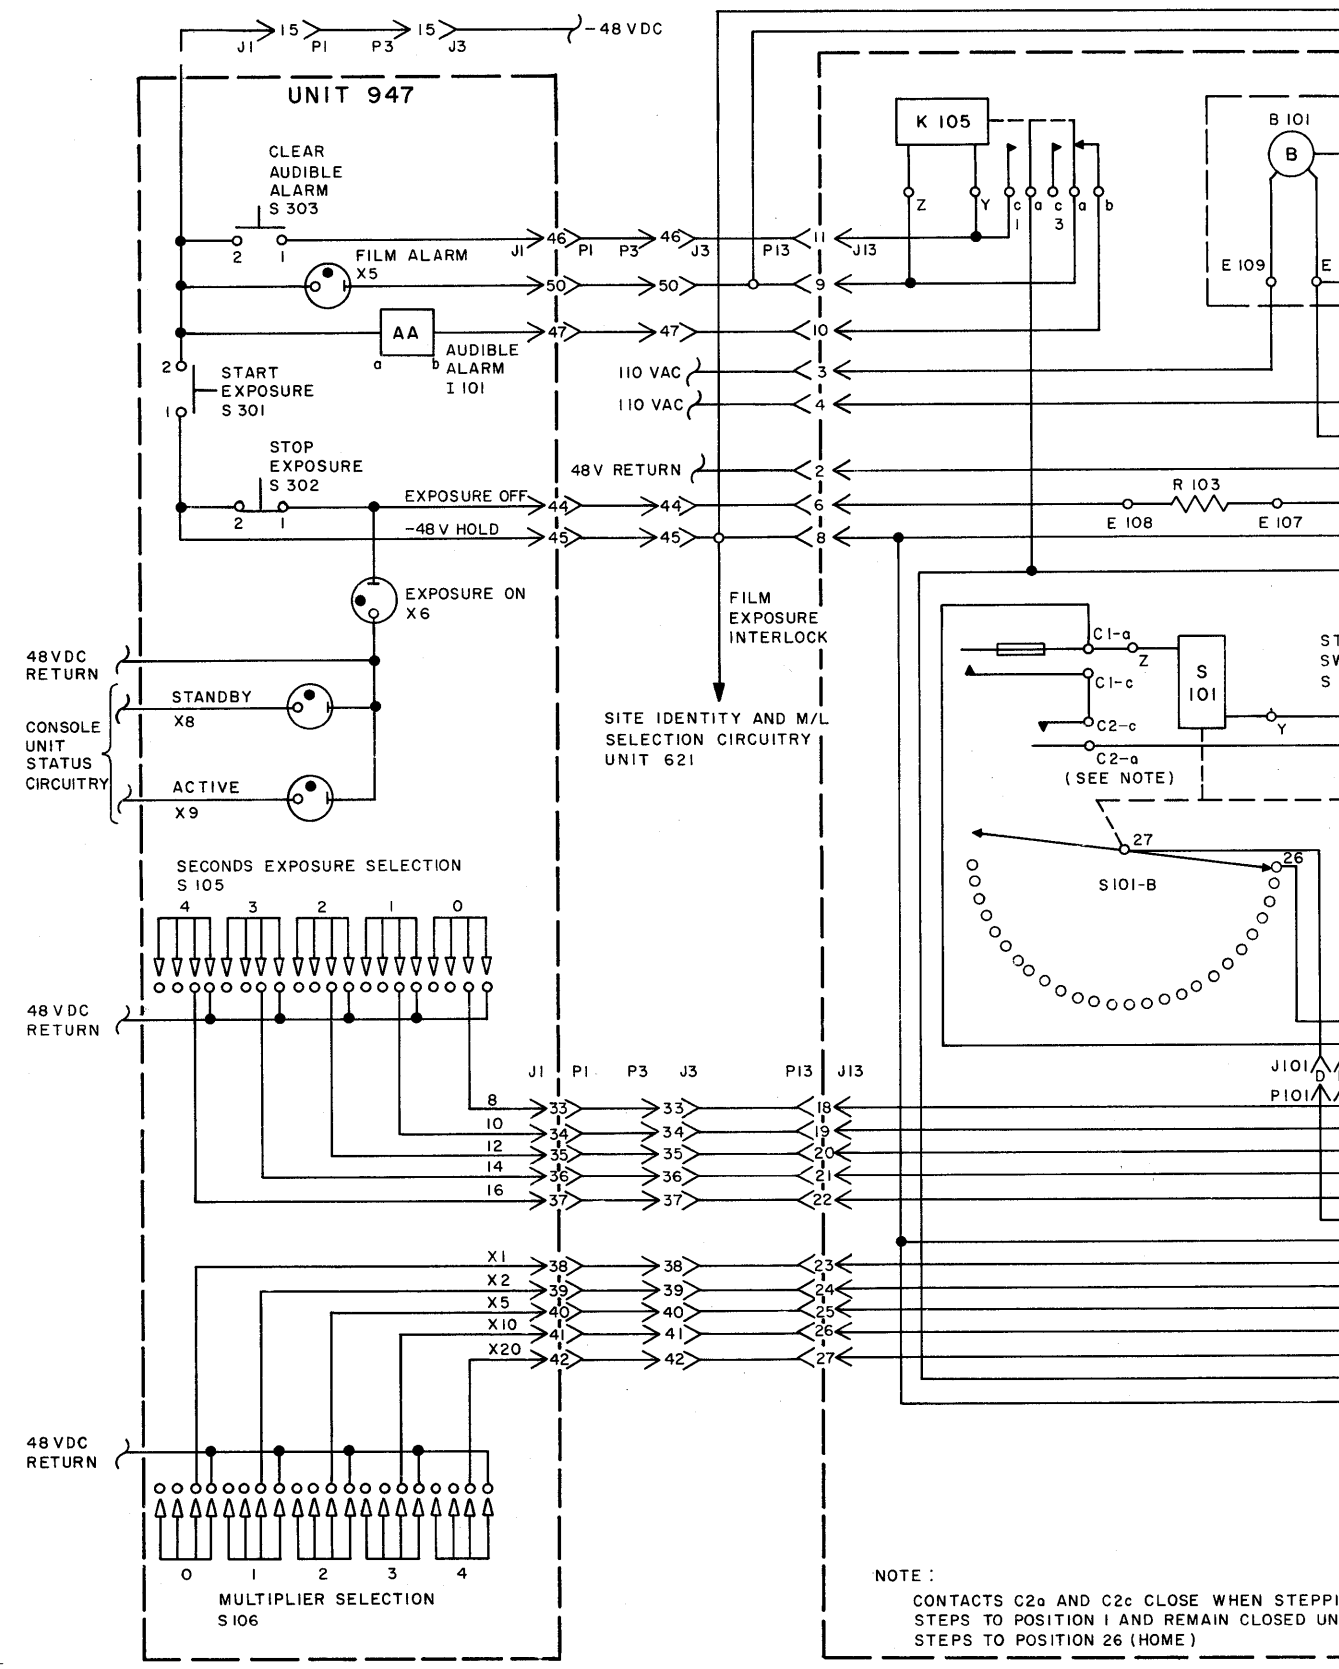 J1 15 P1 P3 15 J3 -48VDC
UNIT 947
CLEAR
AUDIBLE
ALARM
S 303
2 1
J1 46 P1 P3 46 J3 P13 11 J13
FILM ALARM
X5
50 50 9
AA
a b
AUDIBLE
ALARM
I 101
47 47 10
2
START
EXPOSURE
S 301
1
110 VAC 3
110 VAC 4
STOP
EXPOSURE
S 302
2 1
48V RETURN 2
EXPOSURE OFF 44 44 6
-48V HOLD 45 45 8
K 105
Z Y c a c a b
1 3
B 101
B
E 109 E
R 103
E 108 E 107
EXPOSURE ON
X6
FILM
EXPOSURE
INTERLOCK
48VDC
RETURN
STANDBY
X8
CONSOLE
UNIT
STATUS
CIRCUITRY
ACTIVE
X9
SITE IDENTITY AND M/L
SELECTION CIRCUITRY
UNIT 621
C1-a
Z
C1-c
C2-c
C2-a
(SEE NOTE)
S
101
Y
ST
SW
S
27
26
S101-B
SECONDS EXPOSURE SELECTION
S 105
4 3 2 1 0
48VDC
RETURN
J101
D
P101
J1 P1 P3 J3 P13 J13
8 33 33 18
10 34 34 19
12 35 35 20
14 36 36 21
16 37 37 22
X1 38 38 23
X2 39 39 24
X5 40 40 25
X10 41 41 26
X20 42 42 27
48VDC
RETURN
0 1 2 3 4
MULTIPLIER SELECTION
S106
NOTE:
CONTACTS C2a AND C2c CLOSE WHEN STEPPI
STEPS TO POSITION 1 AND REMAIN CLOSED UN
STEPS TO POSITION 26 (HOME)